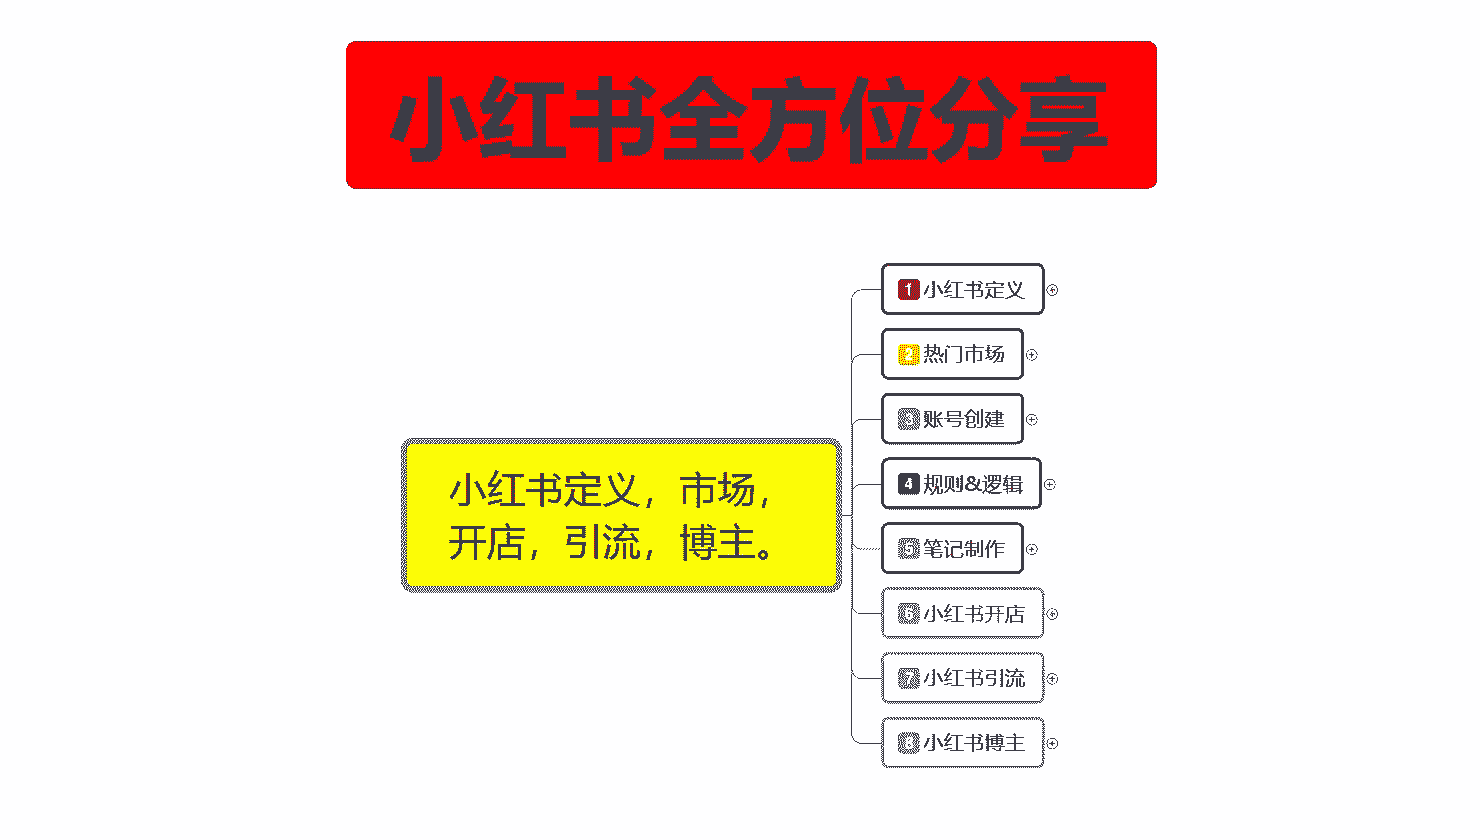 小红书全方位分享
小红书定义，市场，
开店，引流，博主。
1 小红书定义
2 热门市场
3 账号创建
4 规则&逻辑
5 笔记制作
6 小红书开店
7 小红书引流
8 小红书博主